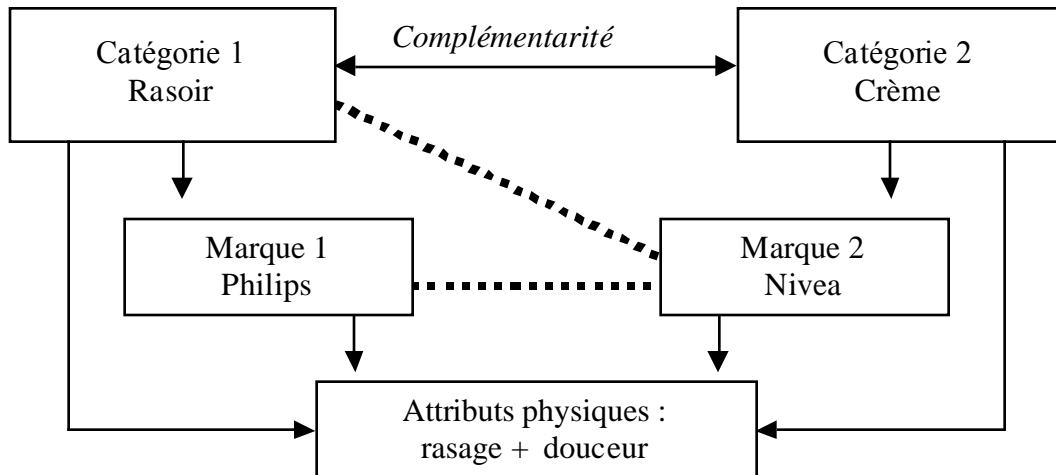 Catégorie 1
Rasoir
Complémentarité
Catégorie 2
Crème
Marque 1
Philips
Marque 2
Nivea
Attributs physiques :
rasage + douceur